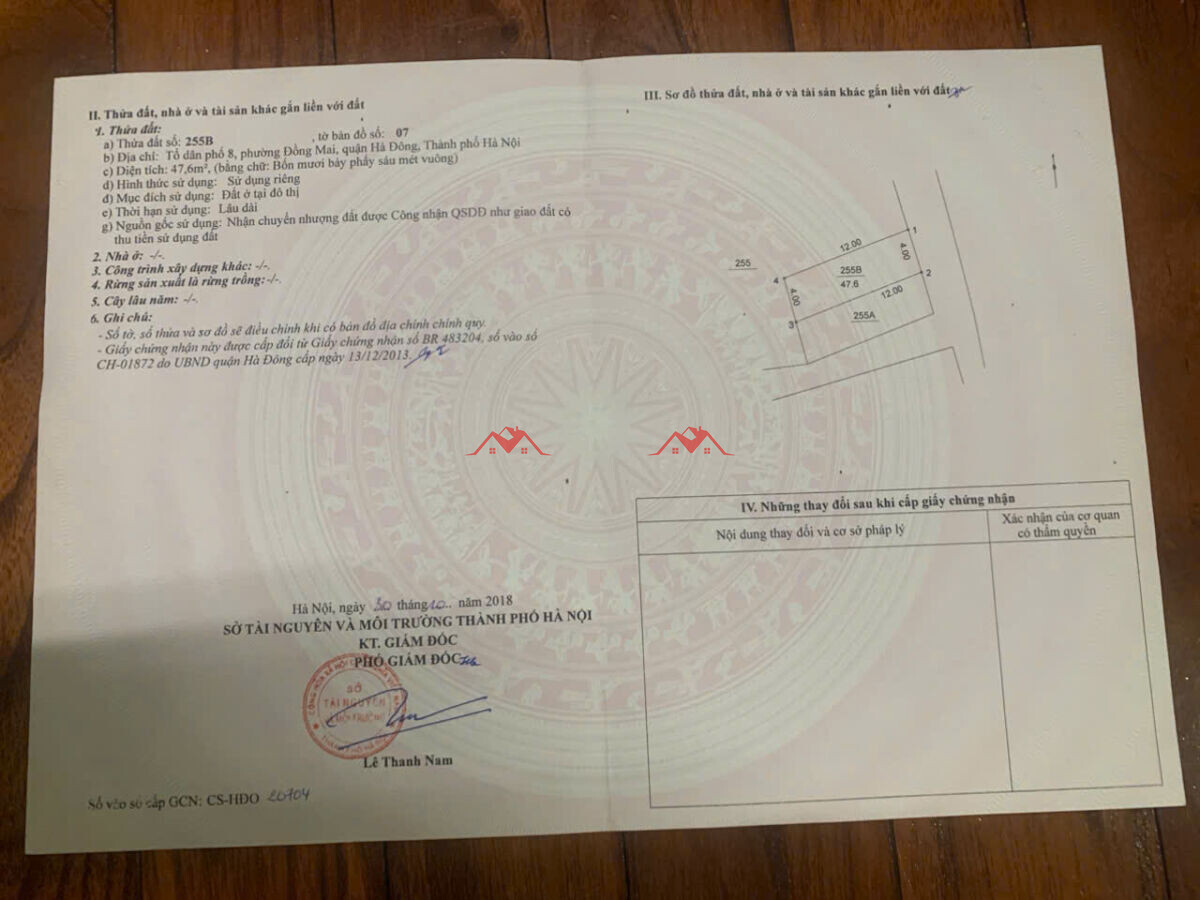 II. Thửa đất, nhà ở và tài sản khác gắn liền với đất
1. Thửa đất:
a) Thửa đất số: 255B , tờ bản đồ số: 07
b) Địa chỉ: Tổ dân phố 8, phường Đồng Mai, quận Hà Đông, Thành phố Hà Nội
c) Diện tích: 47,6m², (bằng chữ: Bốn mươi bảy phẩy sáu mét vuông)
d) Hình thức sử dụng: Sử dụng riêng
đ) Mục đích sử dụng: Đất ở tại đô thị
e) Thời hạn sử dụng: Lâu dài
g) Nguồn gốc sử dụng: Nhận chuyển nhượng đất được Công nhận QSDĐ như giao đất có
thu tiền sử dụng đất
2. Nhà ở: -/-.
3. Công trình xây dựng khác: -/-.
4. Rừng sản xuất là rừng trồng:-/-.
5. Cây lâu năm: -/-.
6. Ghi chú:
- Số tờ, số thửa và sơ đồ sẽ điều chỉnh khi có bản đồ địa chính chính quy.
- Giấy chứng nhận này được cấp đổi từ Giấy chứng nhận số BR 483204, số vào sổ
CH-01872 do UBND quận Hà Đông cấp ngày 13/12/2013.
Hà Nội, ngày 30 tháng 10.. năm 2018
SỞ TÀI NGUYÊN VÀ MÔI TRƯỜNG THÀNH PHỐ HÀ NỘI
KT. GIÁM ĐỐC
PHÓ GIÁM ĐỐC
SỞ
TÀI NGUYÊN
MÔI TRƯỜNG
Lê Thanh Nam
Số vào sổ cấp GCN: CS-HĐO 20704
III. Sơ đồ thửa đất, nhà ở và tài sản khác gắn liền với đất
255
12.00
1
4.00
4
255B
47.6
2
4.00
12.00
3
255A
IV. Những thay đổi sau khi cấp giấy chứng nhận
Nội dung thay đổi và cơ sở pháp lý
Xác nhận của cơ quan
có thẩm quyền